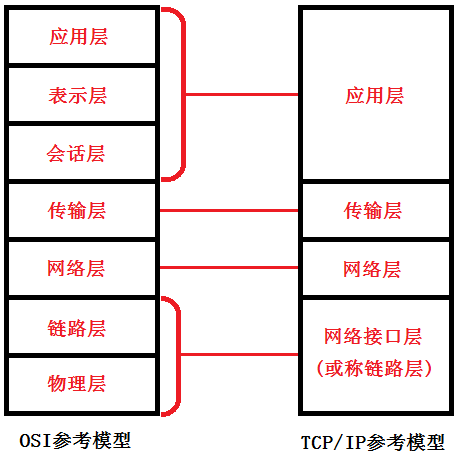 应用层
表示层
会话层
传输层
网络层
链路层
物理层
OSI参考模型
应用层
传输层
网络层
网络接口层
(或称链路层)
TCP/IP参考模型